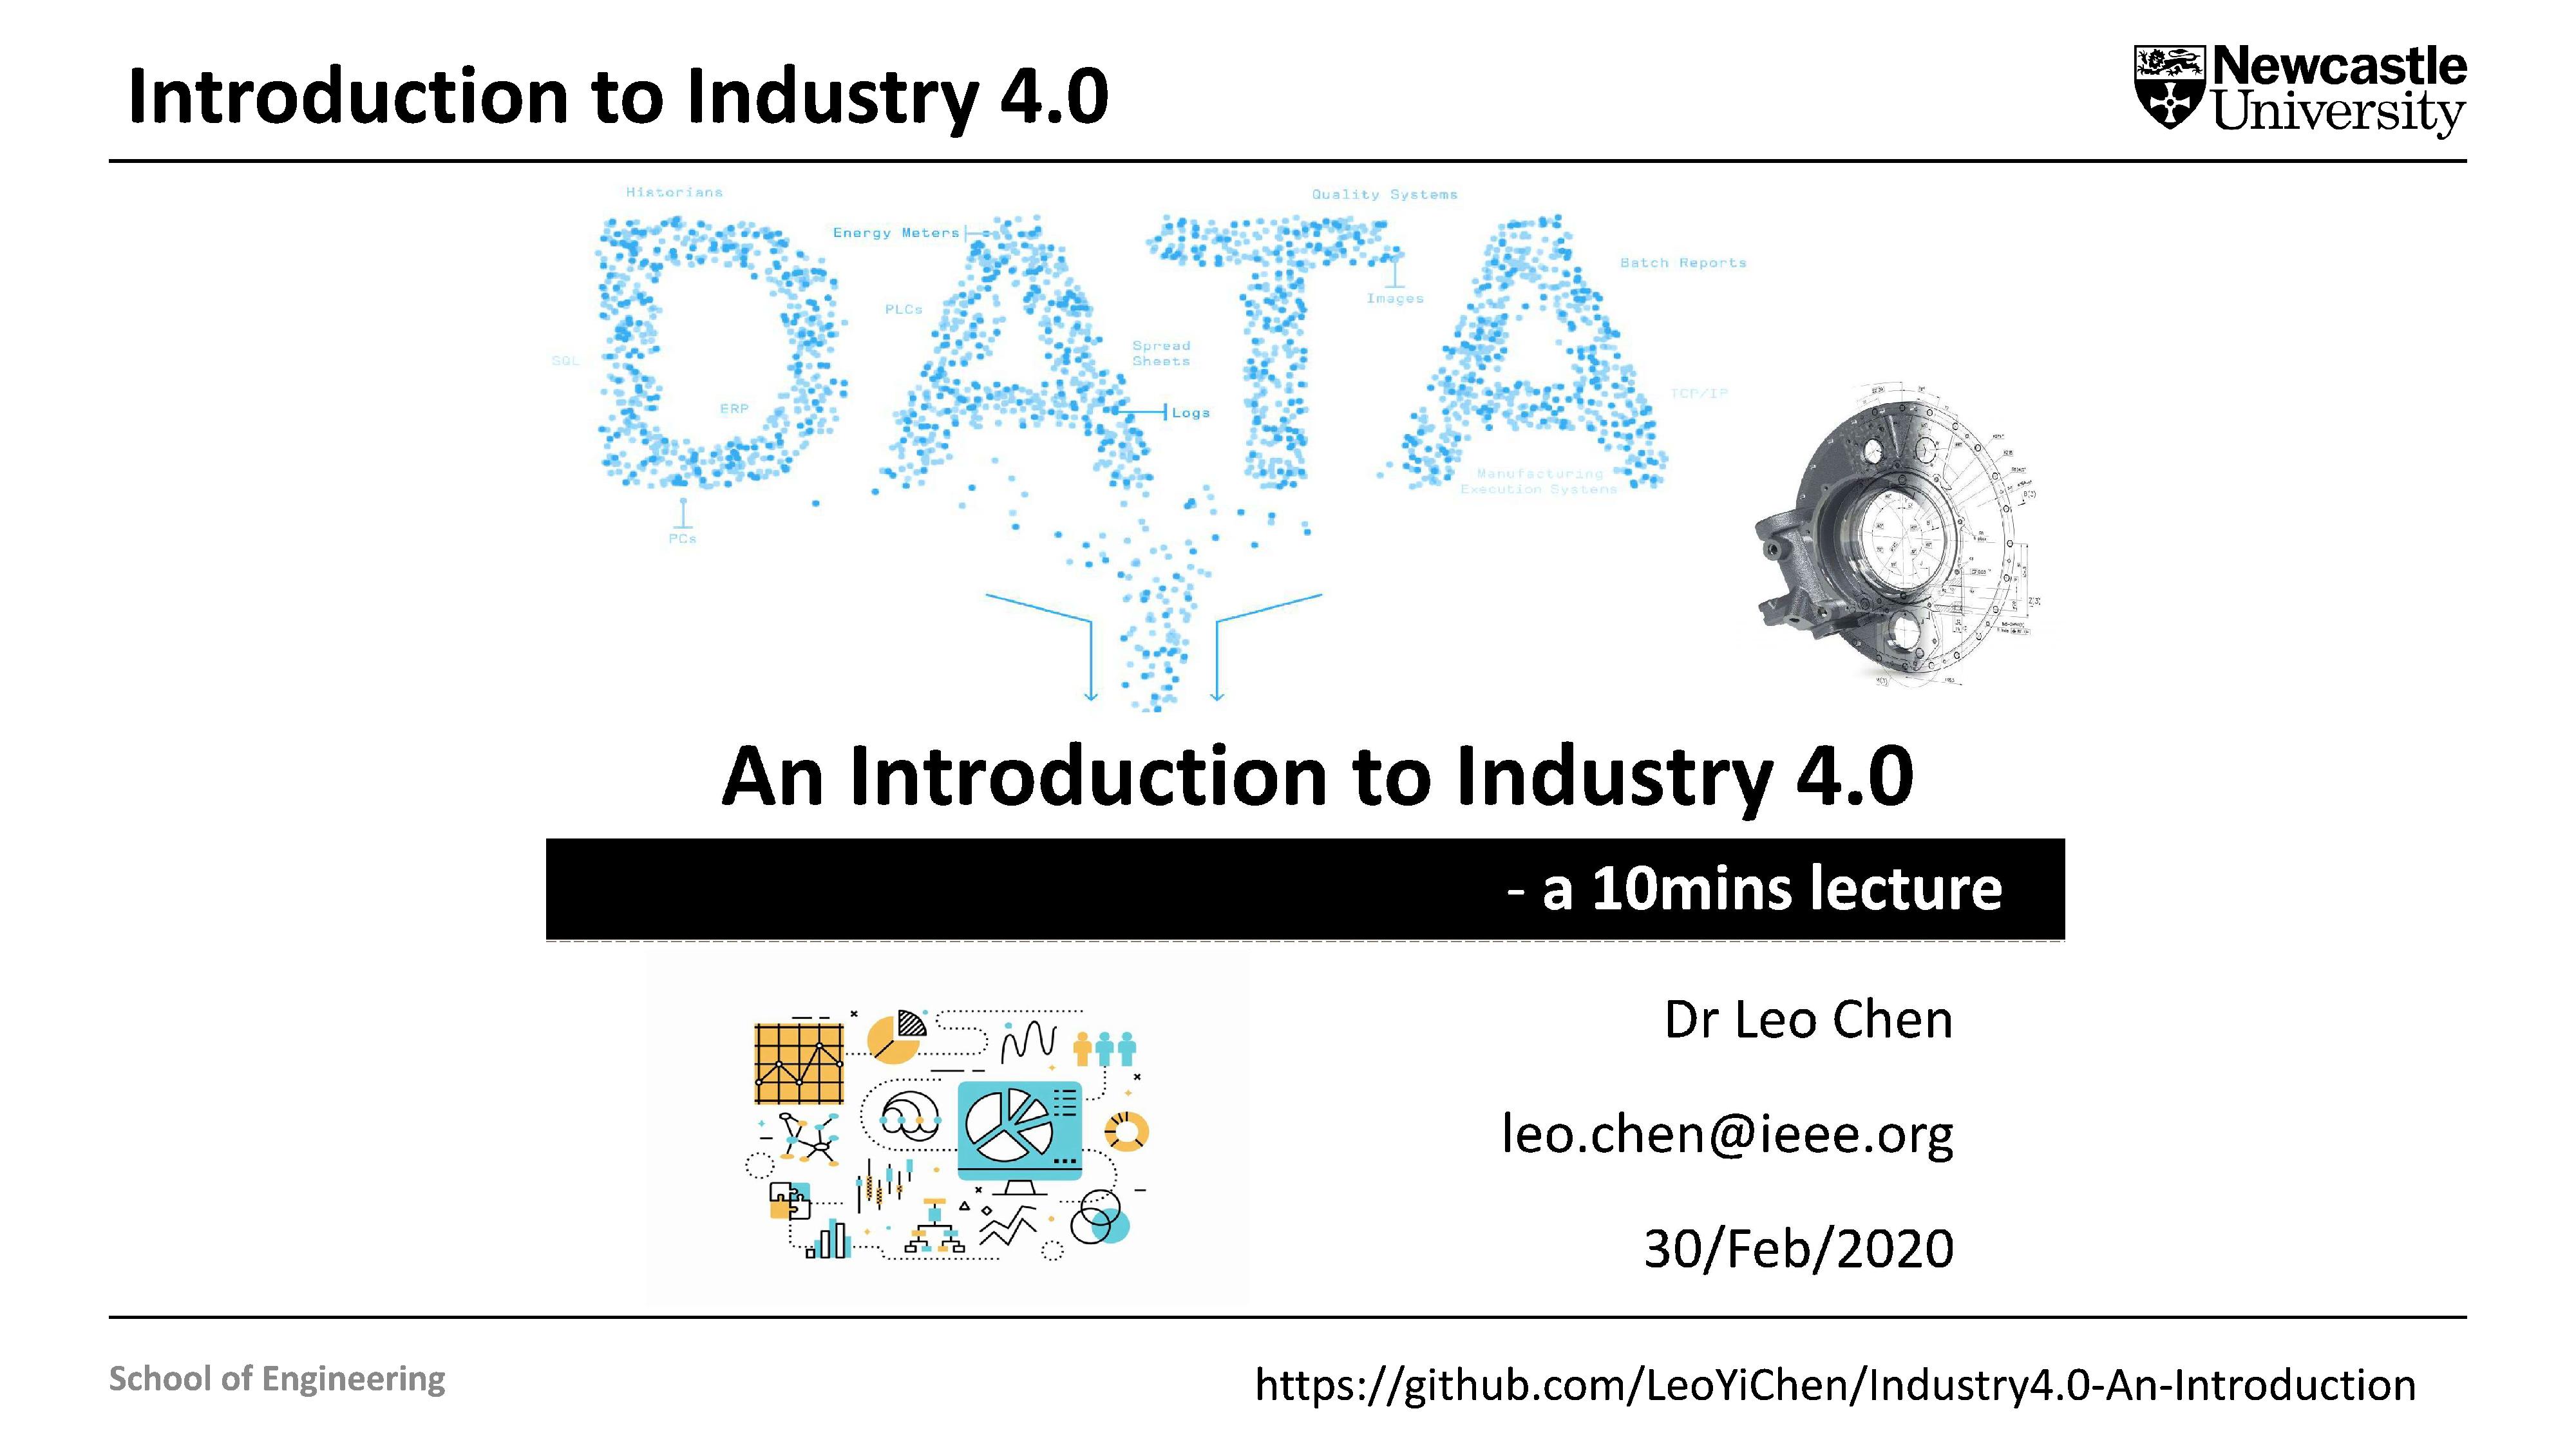 Introduction to Industry 4.0
Newcastle
University
Historians
Quality Systems
Energy Meters
Batch Reports
PLCs
Images
Spread
Sheets
SQL
TCP/IP
ERP
Logs
Manufacturing
Execution Systems
PCs
An Introduction to Industry 4.0
- a 10mins lecture
Dr Leo Chen
leo.chen@ieee.org
30/Feb/2020
School of Engineering
https://github.com/LeoYiChen/Industry4.0-An-Introduction